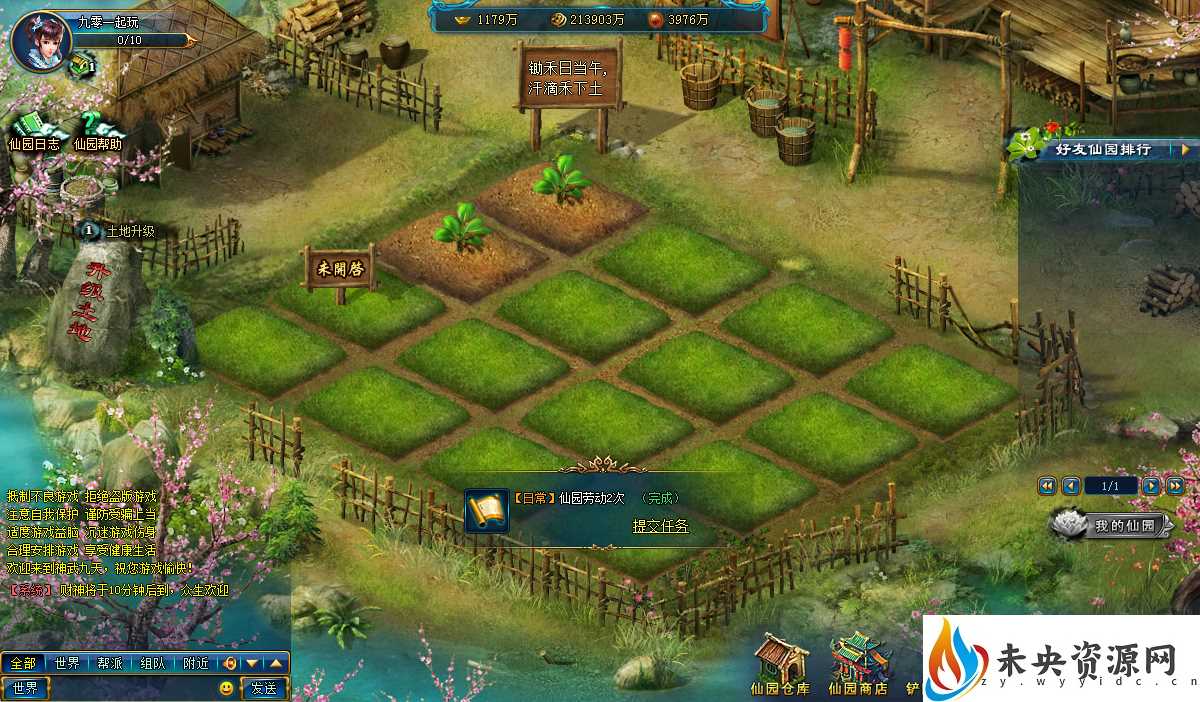 九零一起玩
0/10
1
1179万
213903万
3976万
锄禾日当午,
汗滴禾下土
仙园日志
仙园帮助
好友仙园排行
1
土地升级
升级土地
未開啓
1/1
我的仙园
【日常】仙园劳动2次 (完成)
提交任务
抵制不良游戏 拒绝盗版游戏
注意自我保护 谨防受骗上当
适度游戏益脑 沉迷游戏伤身
合理安排游戏 享受健康生活
欢迎来到神武九天，祝您游戏愉快!
【系统】财神将于10分钟后到，众生欢迎
全部 世界 帮派 组队 附近
世界
发送
仙园仓库
仙园商店
铲
未央资源网
zy.wyyidc.cn